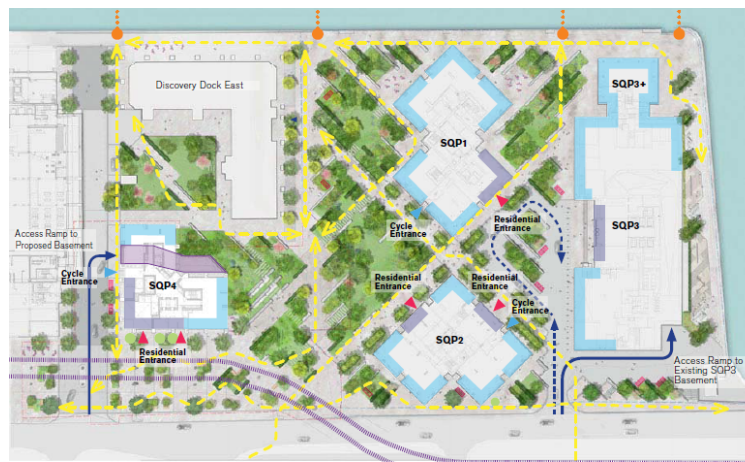 Discovery Dock East
SQP3+
SQP1
Access Ramp to
Proposed Basement
Cycle
Entrance
Residential
Entrance
SQP3
Cycle
Entrance
SQP4
Residential
Entrance
Residential
Entrance
Cycle
Entrance
SQP2
Residential
Entrance
Access Ramp to
Existing SQP3
Basement